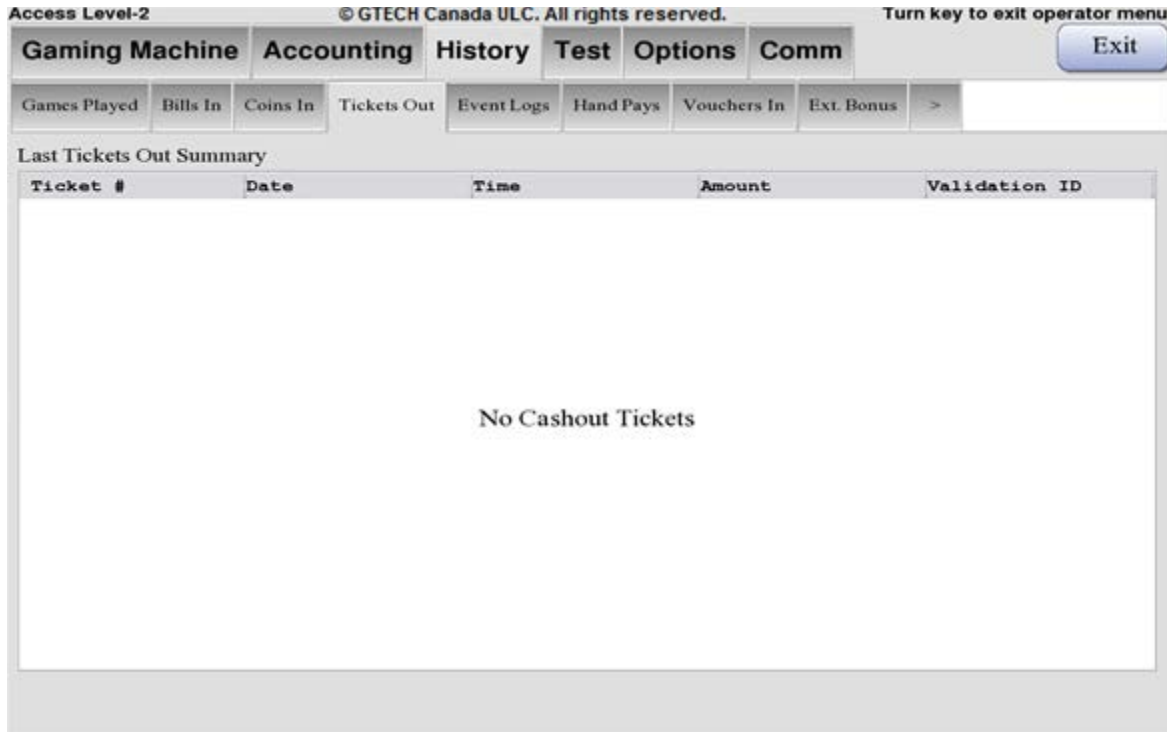 Access Level-2 © GTECH Canada ULC. All rights reserved. Turn key to exit operator menu
Gaming Machine Accounting History Test Options Comm Exit
Games Played Bills In Coins In Tickets Out Event Logs Hand Pays Vouchers In Ext. Bonus >
Last Tickets Out Summary
Ticket # Date Time Amount Validation ID
No Cashout Tickets